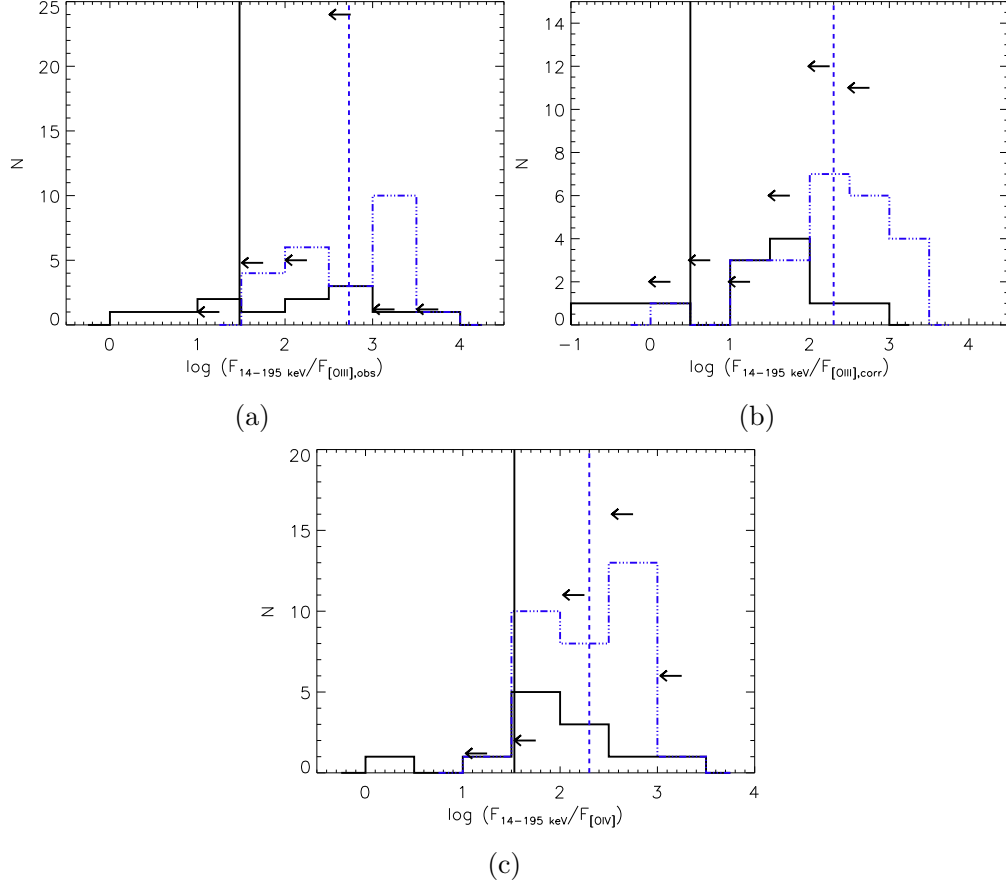 25
20
15
10
5
0
N
0 1 2 3 4
log (F14−195 keV/F[OIII],obs)
(a)
14
12
10
8
6
4
2
0
N
−1 0 1 2 3 4
log (F14−195 keV/F[OIII],corr)
(b)
20
15
10
5
0
N
0 1 2 3 4
log (F14−195 keV/F[OIV])
(c)